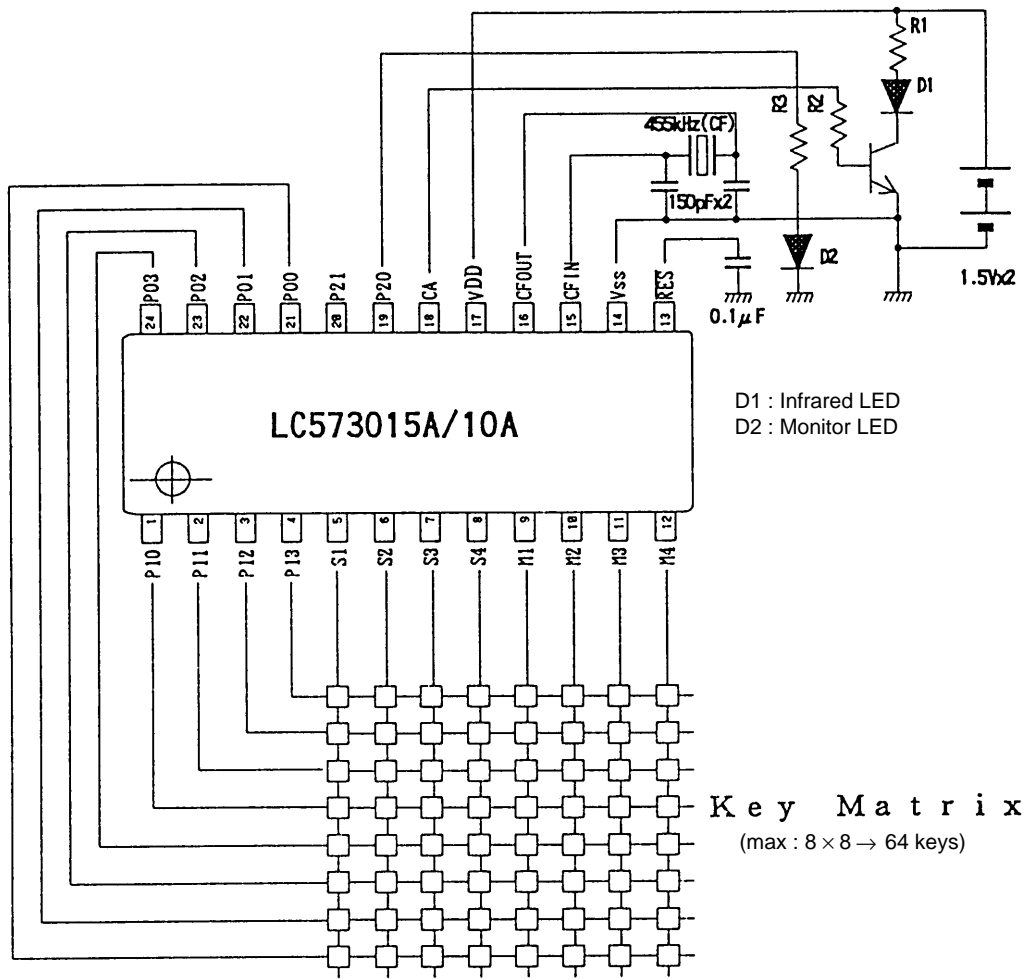 R1
D1
R3
R2
455kHz(CF)
150pFx2
D2
1.5Vx2
0.1μF
P03
P02
P01
P00
P21
P20
CA
VDD
CFOUT
CFIN
Vss
RES
24
23
22
21
20
19
18
17
16
15
14
13
LC573015A/10A
D1 : Infrared LED
D2 : Monitor LED
1
2
3
4
5
6
7
8
9
10
11
12
P10
P11
P12
P13
S1
S2
S3
S4
M1
M2
M3
M4
Key Matrix
(max : 8 × 8 → 64 keys)